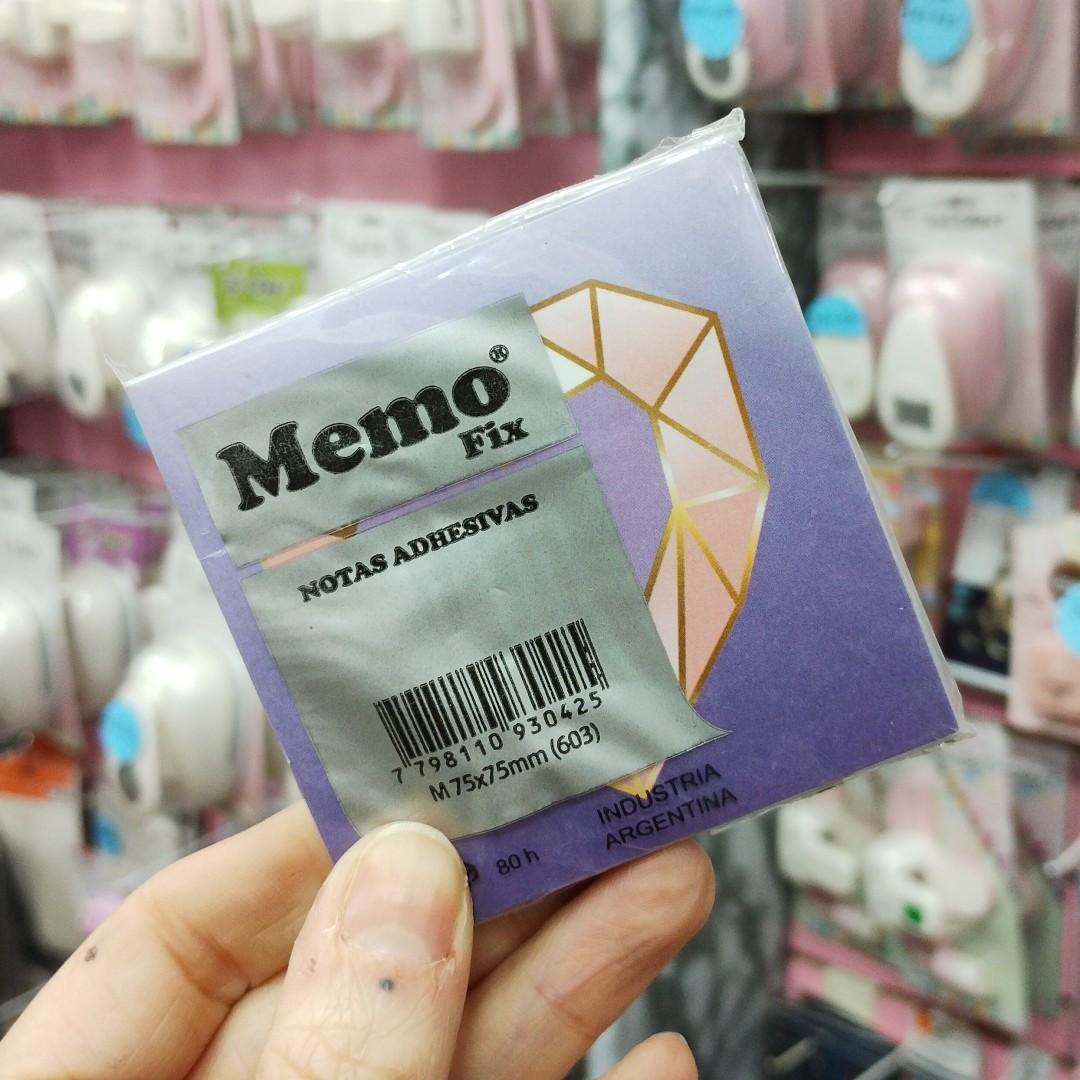 Memo®
Fix
NOTAS ADHESIVAS
7 798110 930425
M 75x75mm (603)
INDUSTRIA
ARGENTINA
80 h